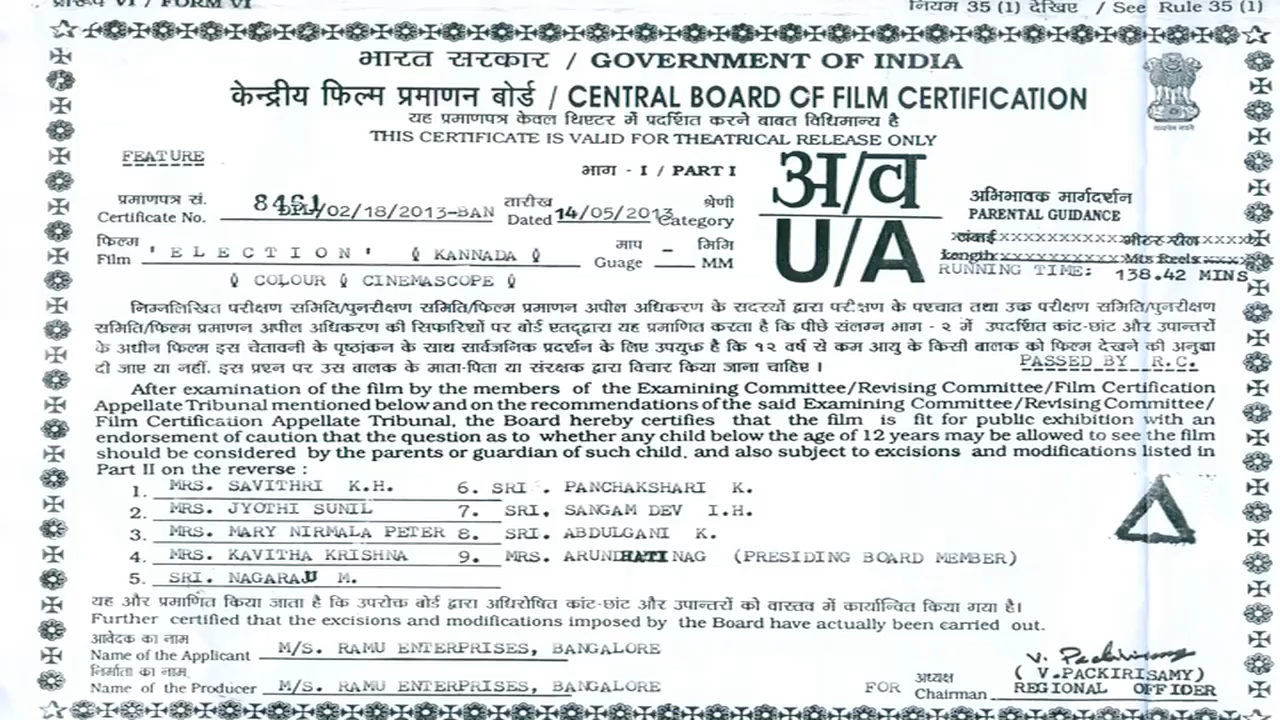 प्रारूप VI / FORM VI
नियम 35 (1) देखिए / See Rule 35 (1)
भारत सरकार / GOVERNMENT OF INDIA
केन्द्रीय फिल्म प्रमाणन बोर्ड / CENTRAL BOARD OF FILM CERTIFICATION
यह प्रमाणपत्र केवल थिएटर में प्रदर्शित करने बाबत विधिमान्य है
THIS CERTIFICATE IS VALID FOR THEATRICAL RELEASE ONLY
FEATURE
भाग - I / PART I
अ/व
U/A
प्रमाणपत्र सं.
Certificate No. /02/18/2013-BAN
तारीख
Dated 14/05/2013
श्रेणी
Category
अभिभावक मार्गदर्शन
PARENTAL GUIDANCE
फिल्म
Film 'ELECTION' ( KANNADA )
माप
Guage -
मिमि
MM
लंबाई xxxxxxxxxxxxx मीटर रील xxxxxx
Length xxxxxxxxxxxxx Mts Reels xxxxx
RUNNING TIME: 138.42 MINS
( COLOUR ( CINEMASCOPE )
निम्नलिखित परीक्षण समिति/पुनरीक्षण समिति/फिल्म प्रमाणन अपील अधिकरण के सदस्यों द्वारा परीक्षण के पश्चात तथा उक्त परीक्षण समिति/पुनरीक्षण
समिति/फिल्म प्रमाणन अपील अधिकरण की सिफारिशों पर बोर्ड एतद्द्वारा यह प्रमाणित करता है कि पीछे संलग्न भाग - २ में उपदर्शित कांट-छांट और उपान्तरों
के अधीन फिल्म इस चेतावनी के पृष्ठांकन के साथ सार्वजनिक प्रदर्शन के लिए उपयुक्त है कि १२ वर्ष से कम आयु के किसी बालक को फिल्म देखने की अनुज्ञा
दी जाए या नहीं. इस प्रश्न पर उस बालक के माता-पिता या संरक्षक द्वारा विचार किया जाना चाहिए ।
PASSED BY R.C.
After examination of the film by the members of the Examining Committee/Revising Committee/Film Certification
Appellate Tribunal mentioned below and on the recommendations of the said Examining Committee/Revising Committee/
Film Certification Appellate Tribunal, the Board hereby certifies that the film is fit for public exhibition with an
endorsement of caution that the question as to whether any child below the age of 12 years may be allowed to see the film
should be considered by the parents or guardian of such child, and also subject to excisions and modifications listed in
Part II on the reverse :
1. MRS. SAVITHRI K.H. 6. SRI. PANCHAKSHARI K.
2. MRS. JYOTHI SUNIL 7. SRI. SANGAM DEV I.H.
3. MRS. MARY NIRMALA PETER 8. SRI. ABDULGANI K.
4. MRS. KAVITHA KRISHNA 9. MRS. ARUNDHATI NAG (PRESIDING BOARD MEMBER)
5. SRI. NAGARAJU M.
यह और प्रमाणित किया जाता है कि उपरोक्त बोर्ड द्वारा अधिरोपित कांट-छांट और उपान्तरों को वास्तव में कार्यान्वित किया गया है।
Further certified that the excisions and modifications imposed by the Board have actually been carried out.
आवेदक का नाम
Name of the Applicant M/S. RAMU ENTERPRISES, BANGALORE
निर्माता का नाम
Name of the Producer M/S. RAMU ENTERPRISES, BANGALORE
V. Packirisamy
( V.PACKIRISAMY)
अध्यक्ष
FOR Chairman REGIONAL OFFICER